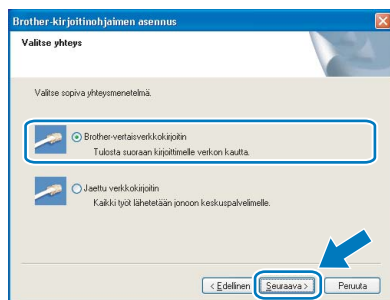 Brother-kirjoitinohjaimen asennus
Valitse yhteys
Valitse sopiva yhteysmenetelmä.
Brother-vertaisverkkokirjoitin
Tulosta suoraan kirjoittimelle verkon kautta.
Jaettu verkkokirjoitin
Kaikki työt lähetetään jonoon keskuspalvelimelle.
< Edellinen Seuraava > Peruuta